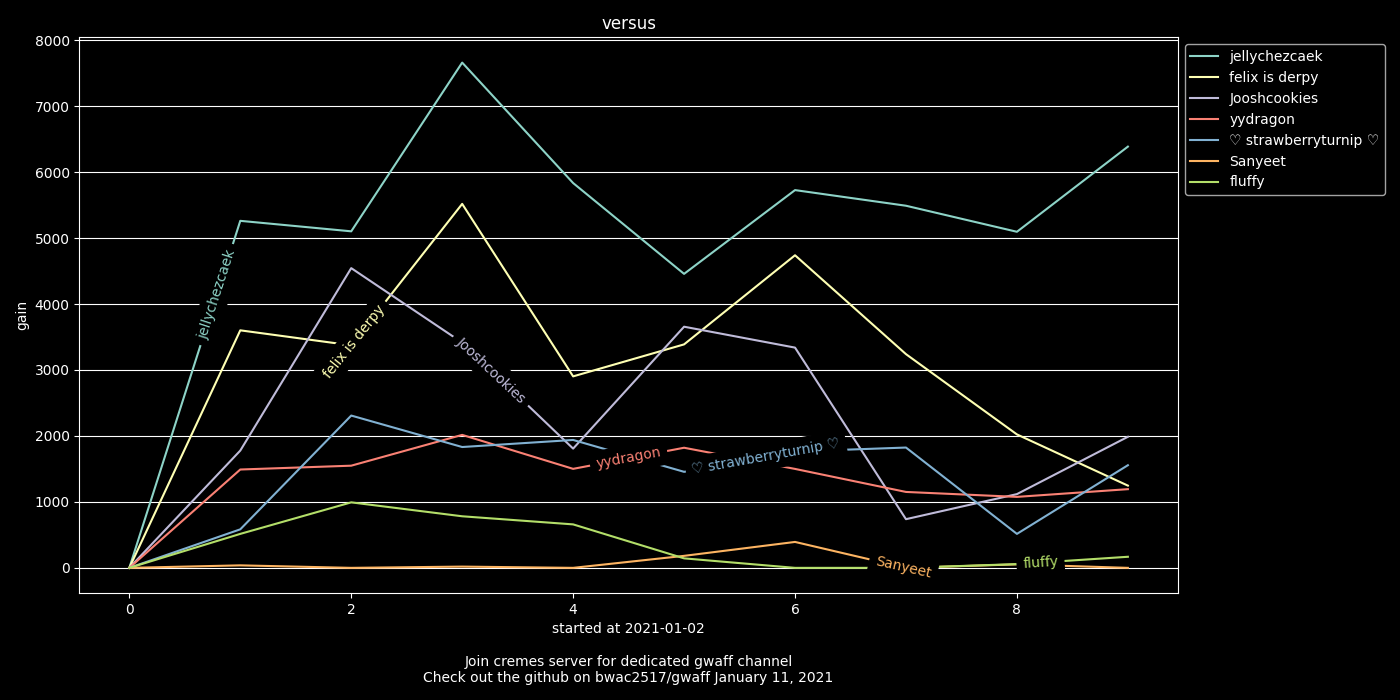 versus
8000
7000
6000
5000
4000
3000
2000
1000
0
gain
0 2 4 6 8
started at 2021-01-02
jellychezcaek
felix is derpy
Jooshcookies
yydragon
♡ strawberryturnip ♡
Sanyeet
fluffy
jellychezcaek
felix is derpy
Jooshcookies
yydragon
♡ strawberryturnip ♡
Sanyeet
fluffy
Join cremes server for dedicated gwaff channel
Check out the github on bwac2517/gwaff January 11, 2021